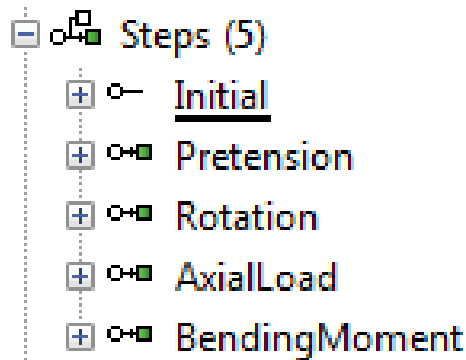 Steps (5)
Initial
Pretension
Rotation
AxialLoad
BendingMoment